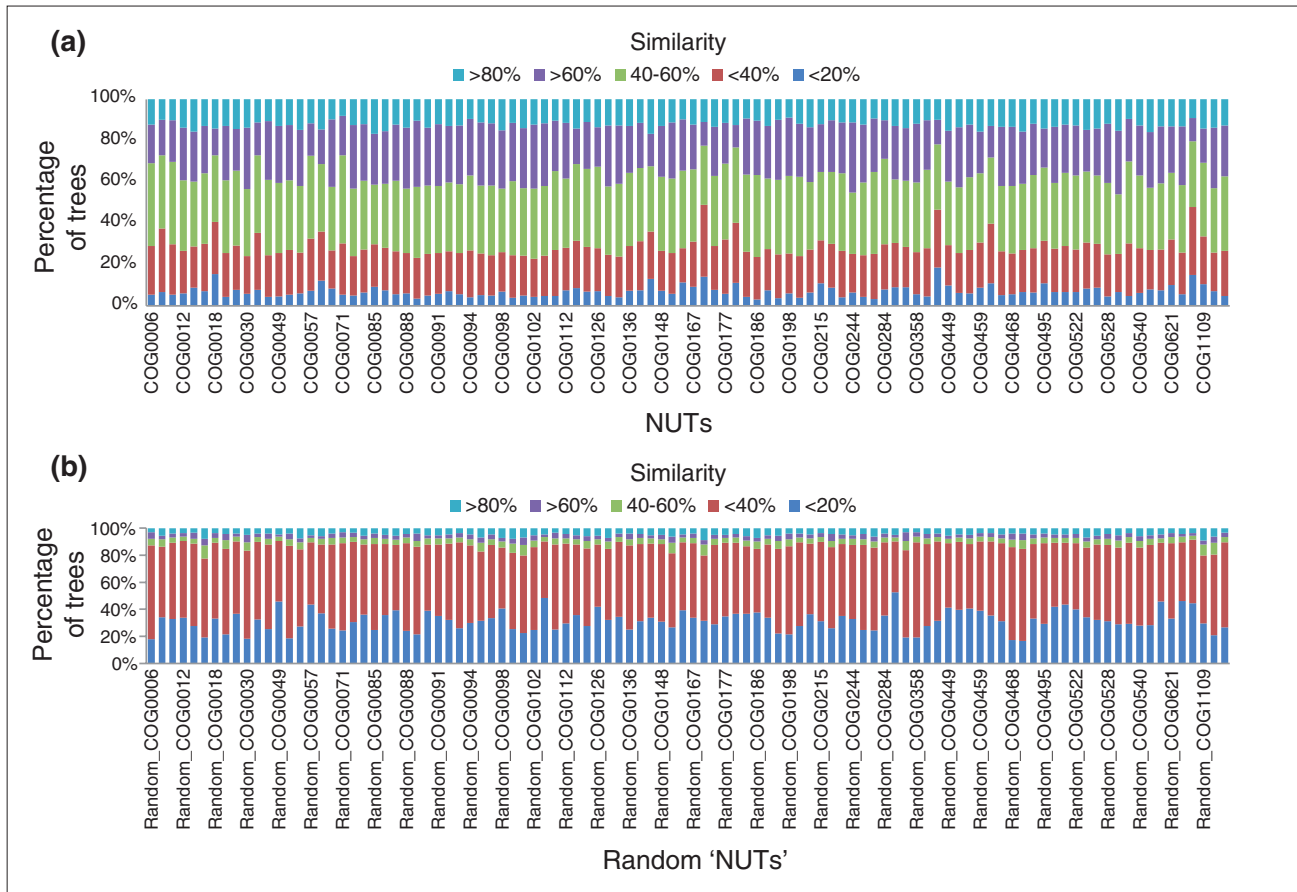 (a)
Similarity
>80% >60% 40-60% <40% <20%
100%
80%
60%
40%
20%
0%
Percentage
of trees
COG0006
COG0012
COG0018
COG0030
COG0049
COG0057
COG0071
COG0085
COG0088
COG0091
COG0094
COG0098
COG0102
COG0112
COG0126
COG0136
COG0148
COG0167
COG0177
COG0186
COG0198
COG0215
COG0244
COG0284
COG0358
COG0449
COG0459
COG0468
COG0495
COG0522
COG0528
COG0540
COG0621
COG1109
NUTs
(b)
Similarity
>80% >60% 40-60% <40% <20%
100%
80%
60%
40%
20%
0%
Percentage
of trees
Random_COG0006
Random_COG0012
Random_COG0018
Random_COG0030
Random_COG0049
Random_COG0057
Random_COG0071
Random_COG0085
Random_COG0088
Random_COG0091
Random_COG0094
Random_COG0098
Random_COG0102
Random_COG0112
Random_COG0126
Random_COG0136
Random_COG0148
Random_COG0167
Random_COG0177
Random_COG0186
Random_COG0198
Random_COG0215
Random_COG0244
Random_COG0284
Random_COG0358
Random_COG0449
Random_COG0459
Random_COG0468
Random_COG0495
Random_COG0522
Random_COG0528
Random_COG0540
Random_COG0621
Random_COG1109
Random ‘NUTs’